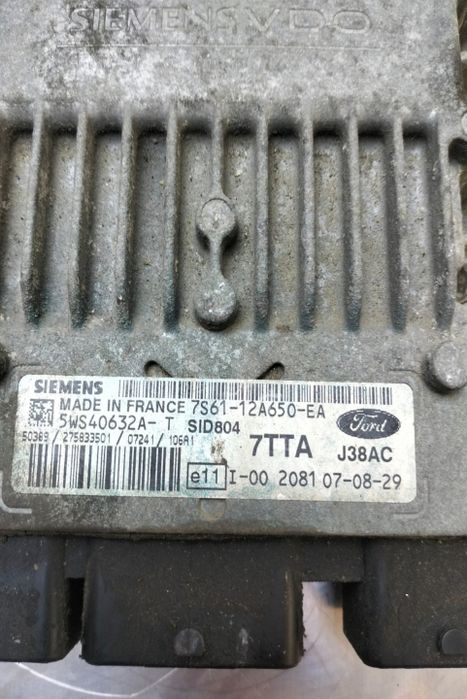 SIEMENS VDO
SIEMENS
MADE IN FRANCE 7S61-12A650-EA
5WS40632A-T SID804
50389 / 275833501 / 07241 / 106A1
7TTA
Ford
J38AC
e11 I-00 2081 07-08-29